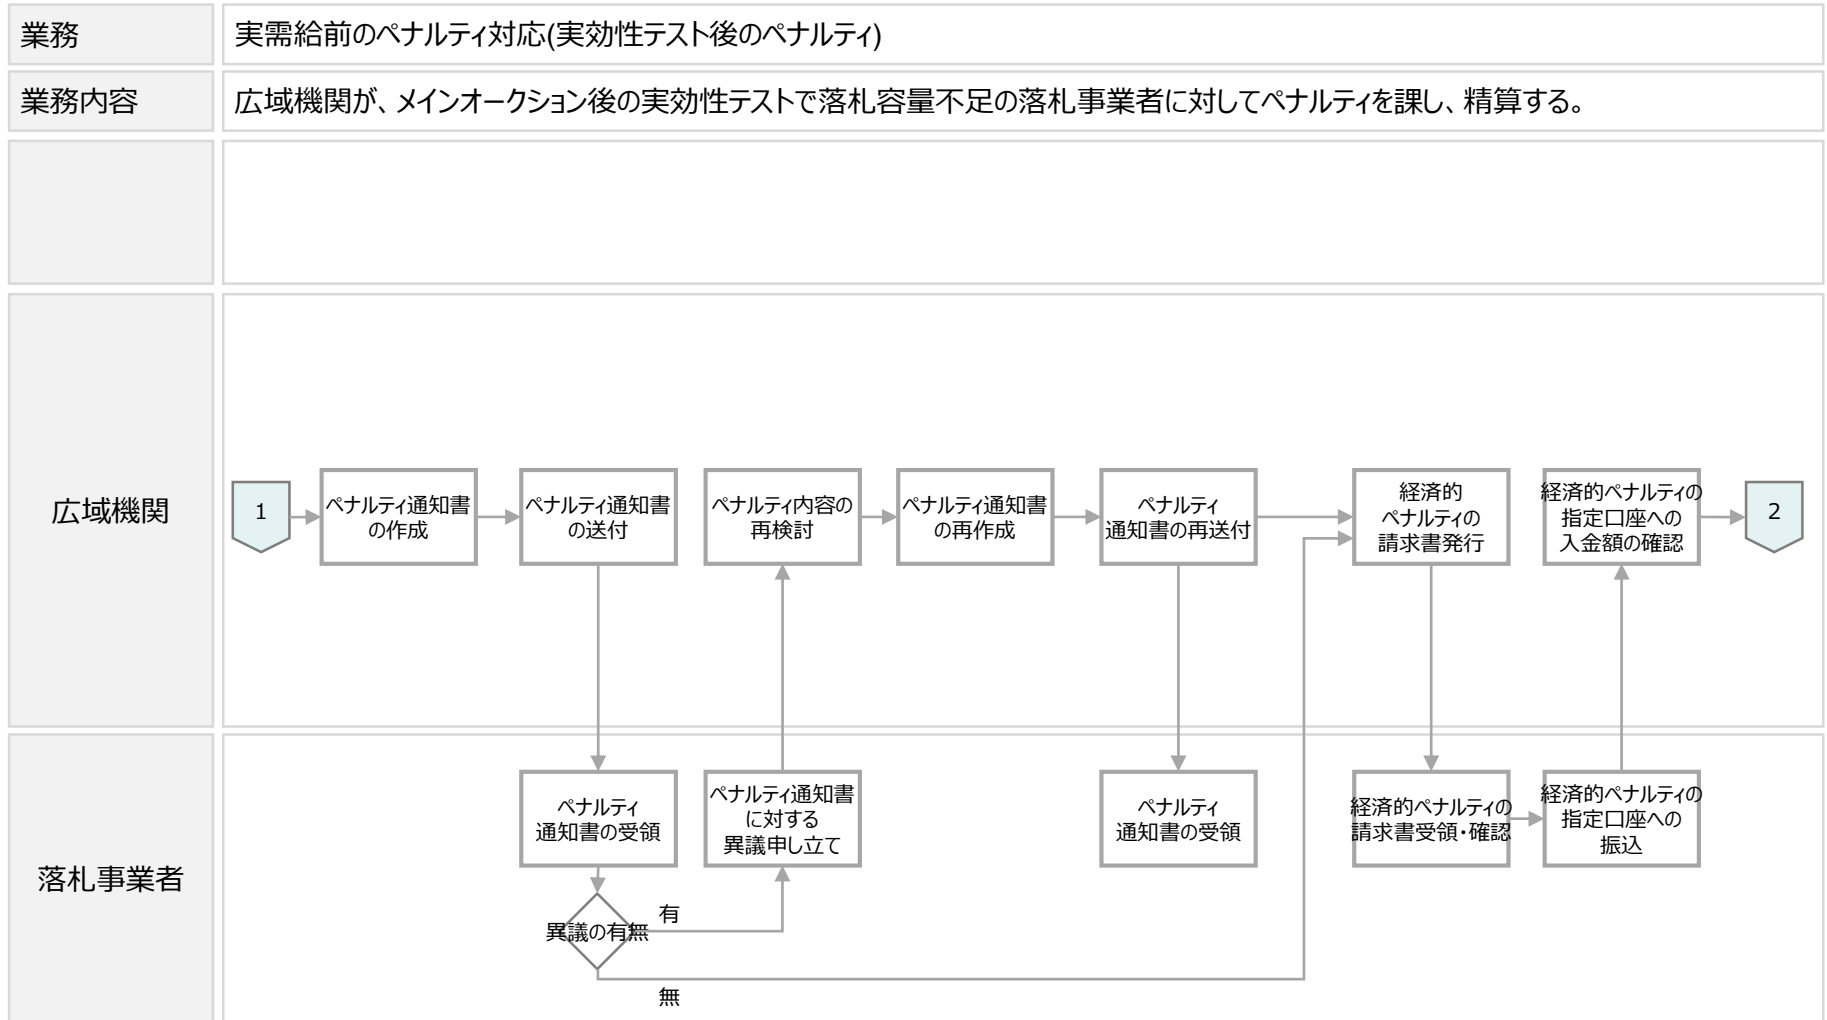 業務
実需給前のペナルティ対応(実効性テスト後のペナルティ)
業務内容
広域機関が、メインオークション後の実効性テストで落札容量不足の落札事業者に対してペナルティを課し、精算する。
広域機関
1
ペナルティ通知書
の作成
ペナルティ通知書
の送付
ペナルティ内容の
再検討
ペナルティ通知書
の再作成
ペナルティ
通知書の再送付
経済的
ペナルティの
請求書発行
経済的ペナルティの
指定口座への
入金額の確認
2
落札事業者
ペナルティ
通知書の受領
ペナルティ通知書
に対する
異議申し立て
ペナルティ
通知書の受領
経済的ペナルティの
請求書受領・確認
経済的ペナルティの
指定口座への
振込
異議の有無
有
無